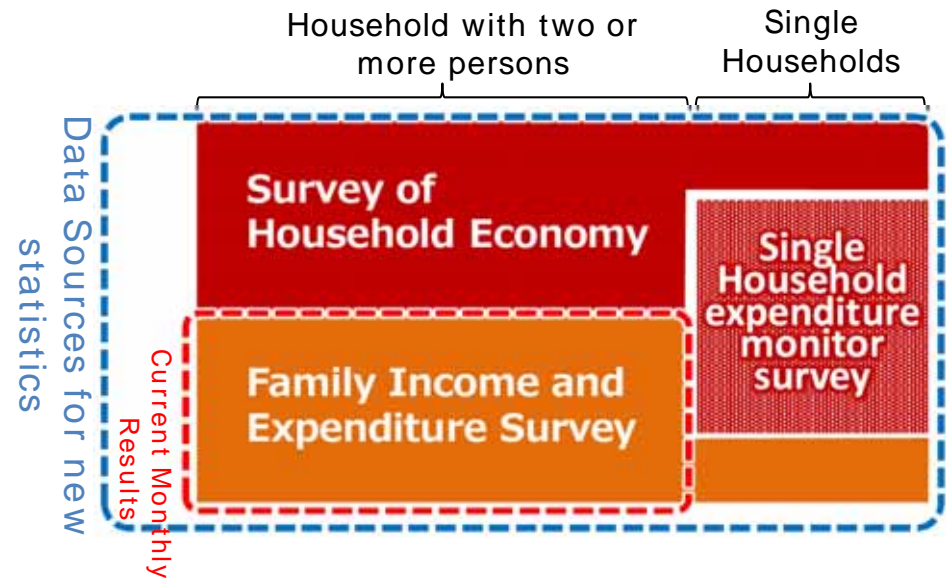 Household with two or
more persons
Single
Households
Data Sources for new
statistics
Survey of
Household Economy
Single
Household
expenditure
monitor
survey
Current Monthly
Results
Family Income and
Expenditure Survey